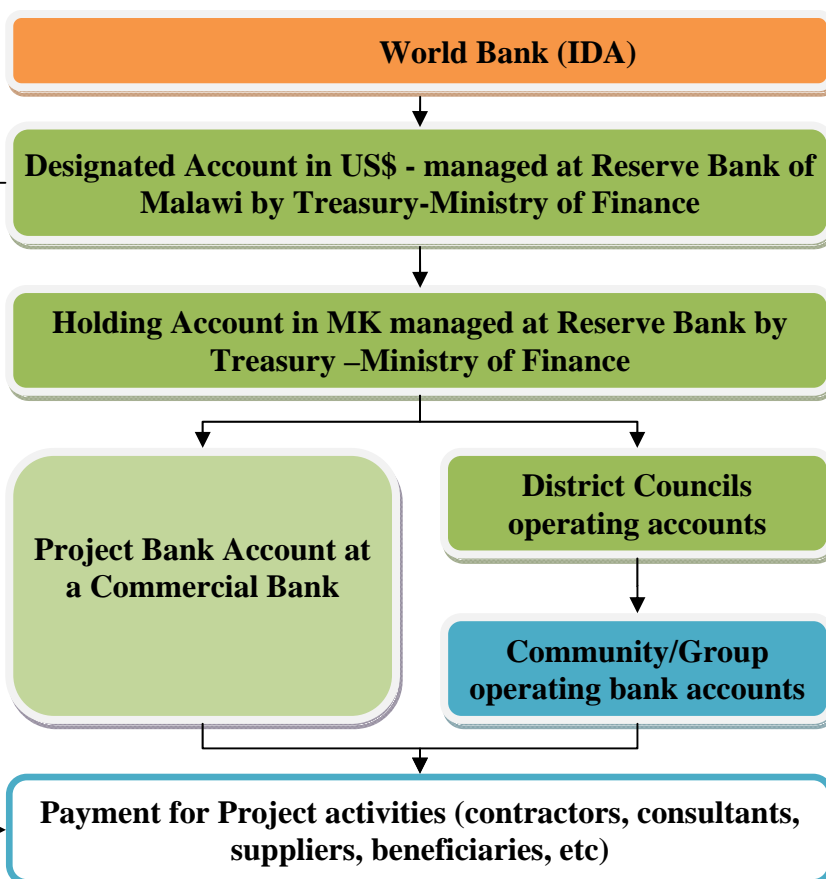 World Bank (IDA)
Designated Account in US$ - managed at Reserve Bank of
Malawi by Treasury-Ministry of Finance
Holding Account in MK managed at Reserve Bank by
Treasury –Ministry of Finance
Project Bank Account at
a Commercial Bank
District Councils
operating accounts
Community/Group
operating bank accounts
Payment for Project activities (contractors, consultants,
suppliers, beneficiaries, etc)